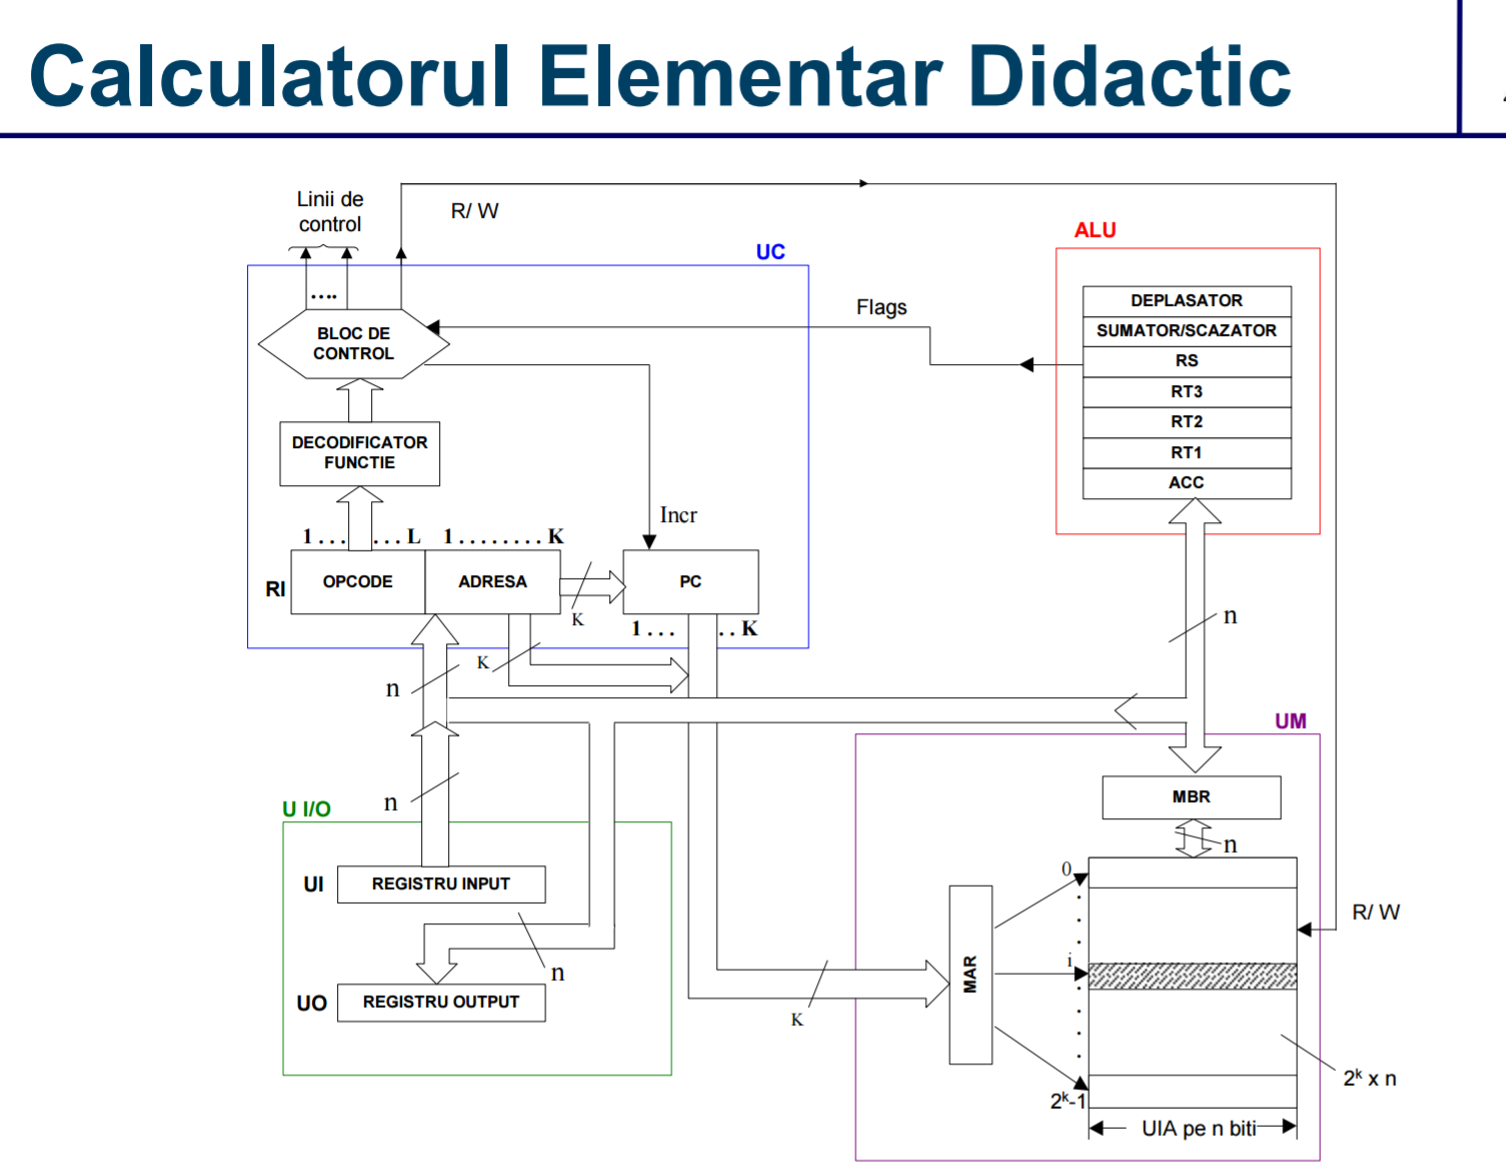 Calculatorul Elementar Didactic
Linii de
control
R/ W
UC
ALU
....
BLOC DE
CONTROL
Flags
DEPLASATOR
SUMATOR/SCAZATOR
RS
RT3
RT2
RT1
ACC
DECODIFICATOR
FUNCTIE
Incr
1 . . . . . . L
1 . . . . . . . . K
RI
OPCODE
ADRESA
K
PC
1 . . . . . K
K
n
n
n
UM
U I/O
UI
REGISTRU INPUT
n
UO
REGISTRU OUTPUT
K
MBR
n
MAR
0
i
2ᵏ-1
R/ W
2ᵏ x n
UIA pe n biti